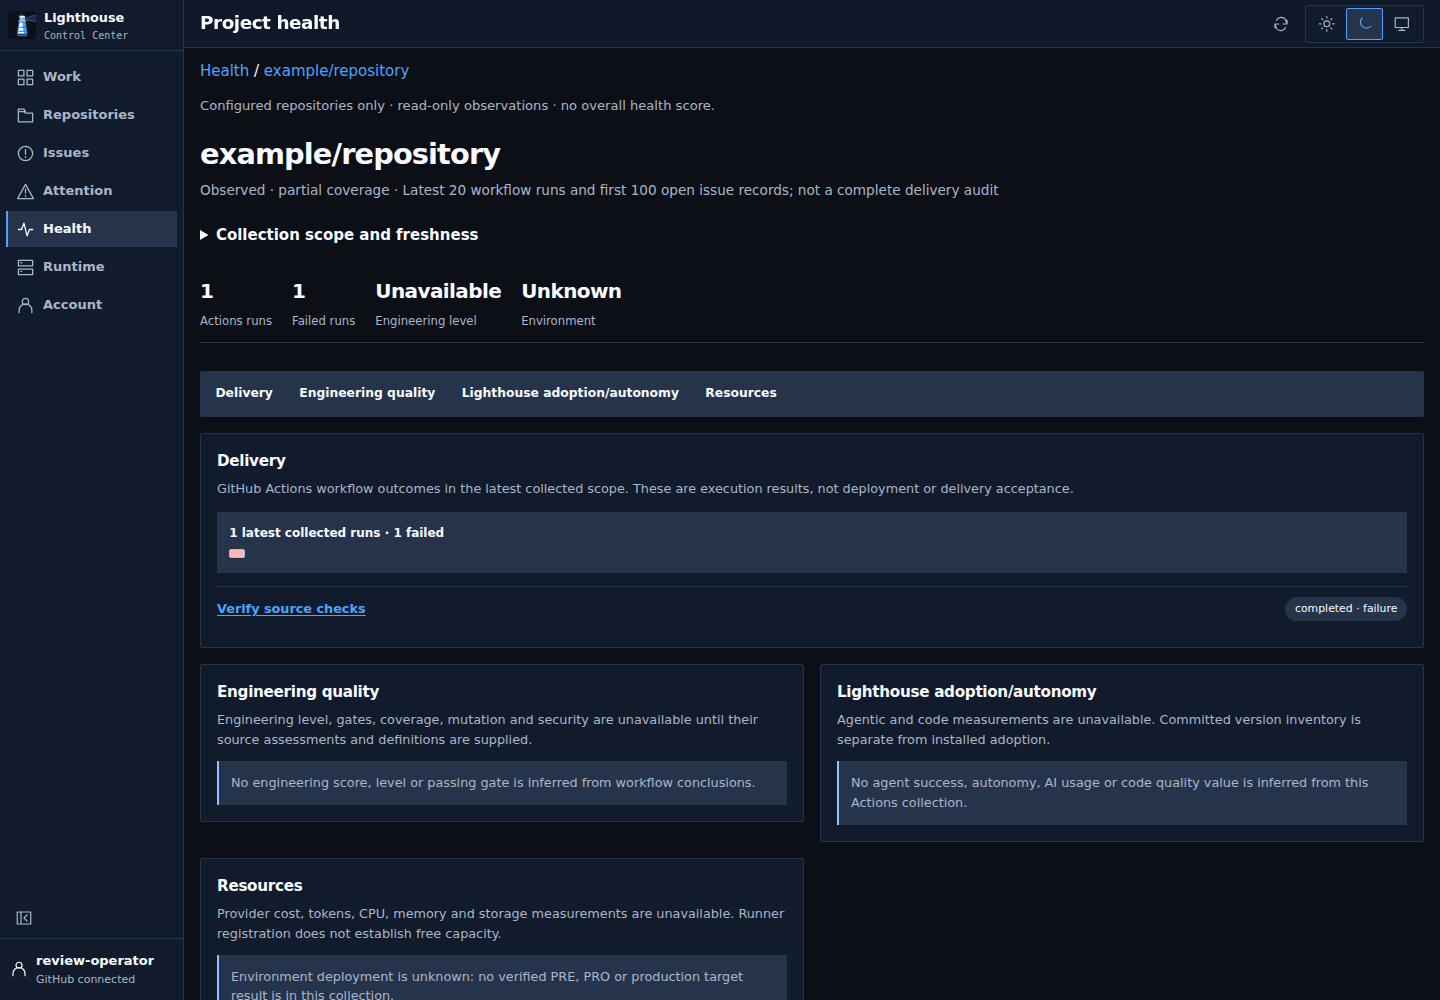 Lighthouse
Control Center
Work
Repositories
Issues
Attention
Health
Runtime
Account
review-operator
GitHub connected
Project health
Health / example/repository
Configured repositories only · read-only observations · no overall health score.
example/repository
Observed · partial coverage · Latest 20 workflow runs and first 100 open issue records; not a complete delivery audit
Collection scope and freshness
1
Actions runs
1
Failed runs
Unavailable
Engineering level
Unknown
Environment
Delivery
Engineering quality
Lighthouse adoption/autonomy
Resources
Delivery
GitHub Actions workflow outcomes in the latest collected scope. These are execution results, not deployment or delivery acceptance.
1 latest collected runs · 1 failed
Verify source checks
completed · failure
Engineering quality
Engineering level, gates, coverage, mutation and security are unavailable until their
source assessments and definitions are supplied.
No engineering score, level or passing gate is inferred from workflow conclusions.
Lighthouse adoption/autonomy
Agentic and code measurements are unavailable. Committed version inventory is
separate from installed adoption.
No agent success, autonomy, AI usage or code quality value is inferred from this
Actions collection.
Resources
Provider cost, tokens, CPU, memory and storage measurements are unavailable. Runner
registration does not establish free capacity.
Environment deployment is unknown: no verified PRE, PRO or production target
result is in this collection.